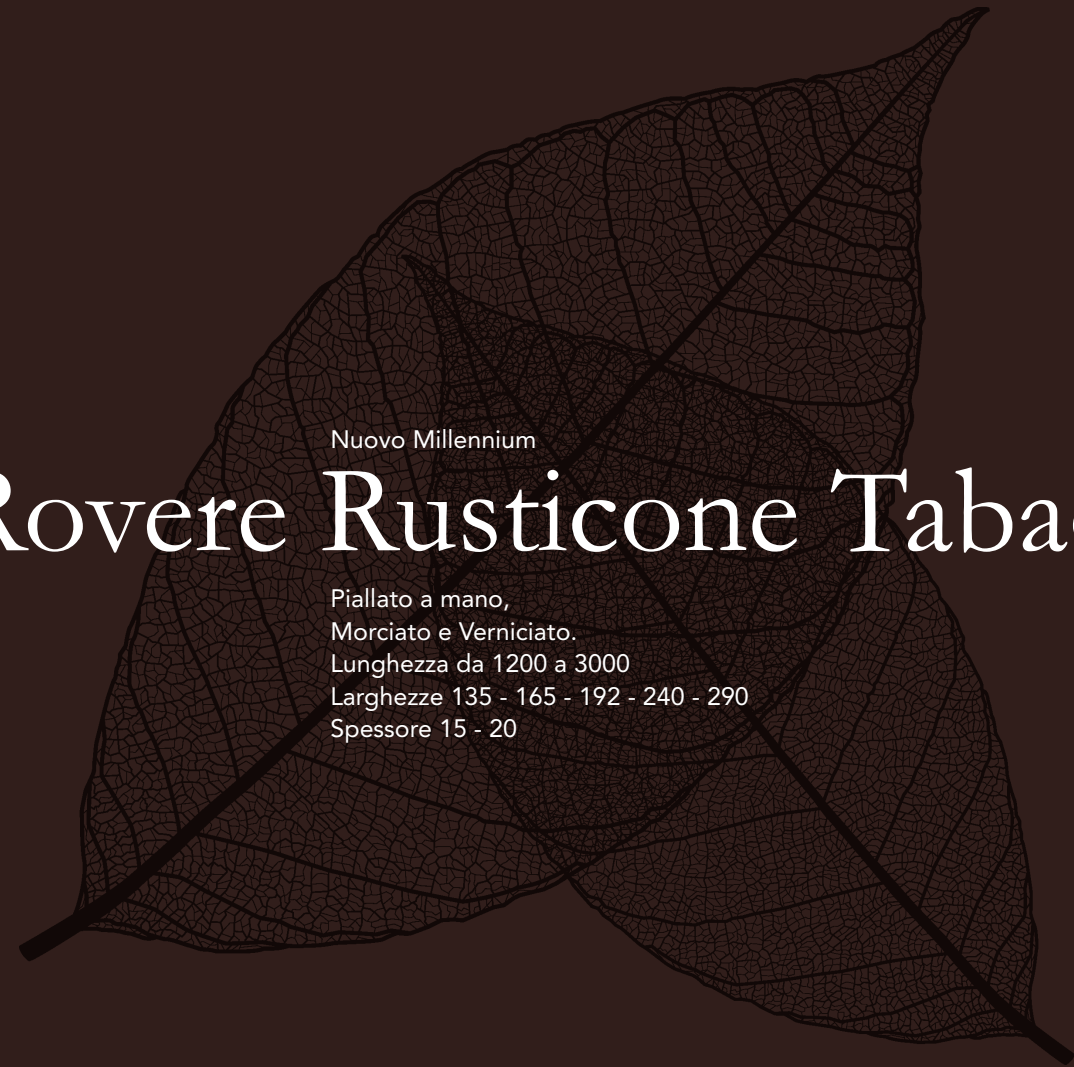 Nuovo Millennium
Rovere Rusticone Taba
Piallato a mano,
Morciato e Verniciato.
Lunghezza da 1200 a 3000
Larghezze 135 - 165 - 192 - 240 - 290
Spessore 15 - 20